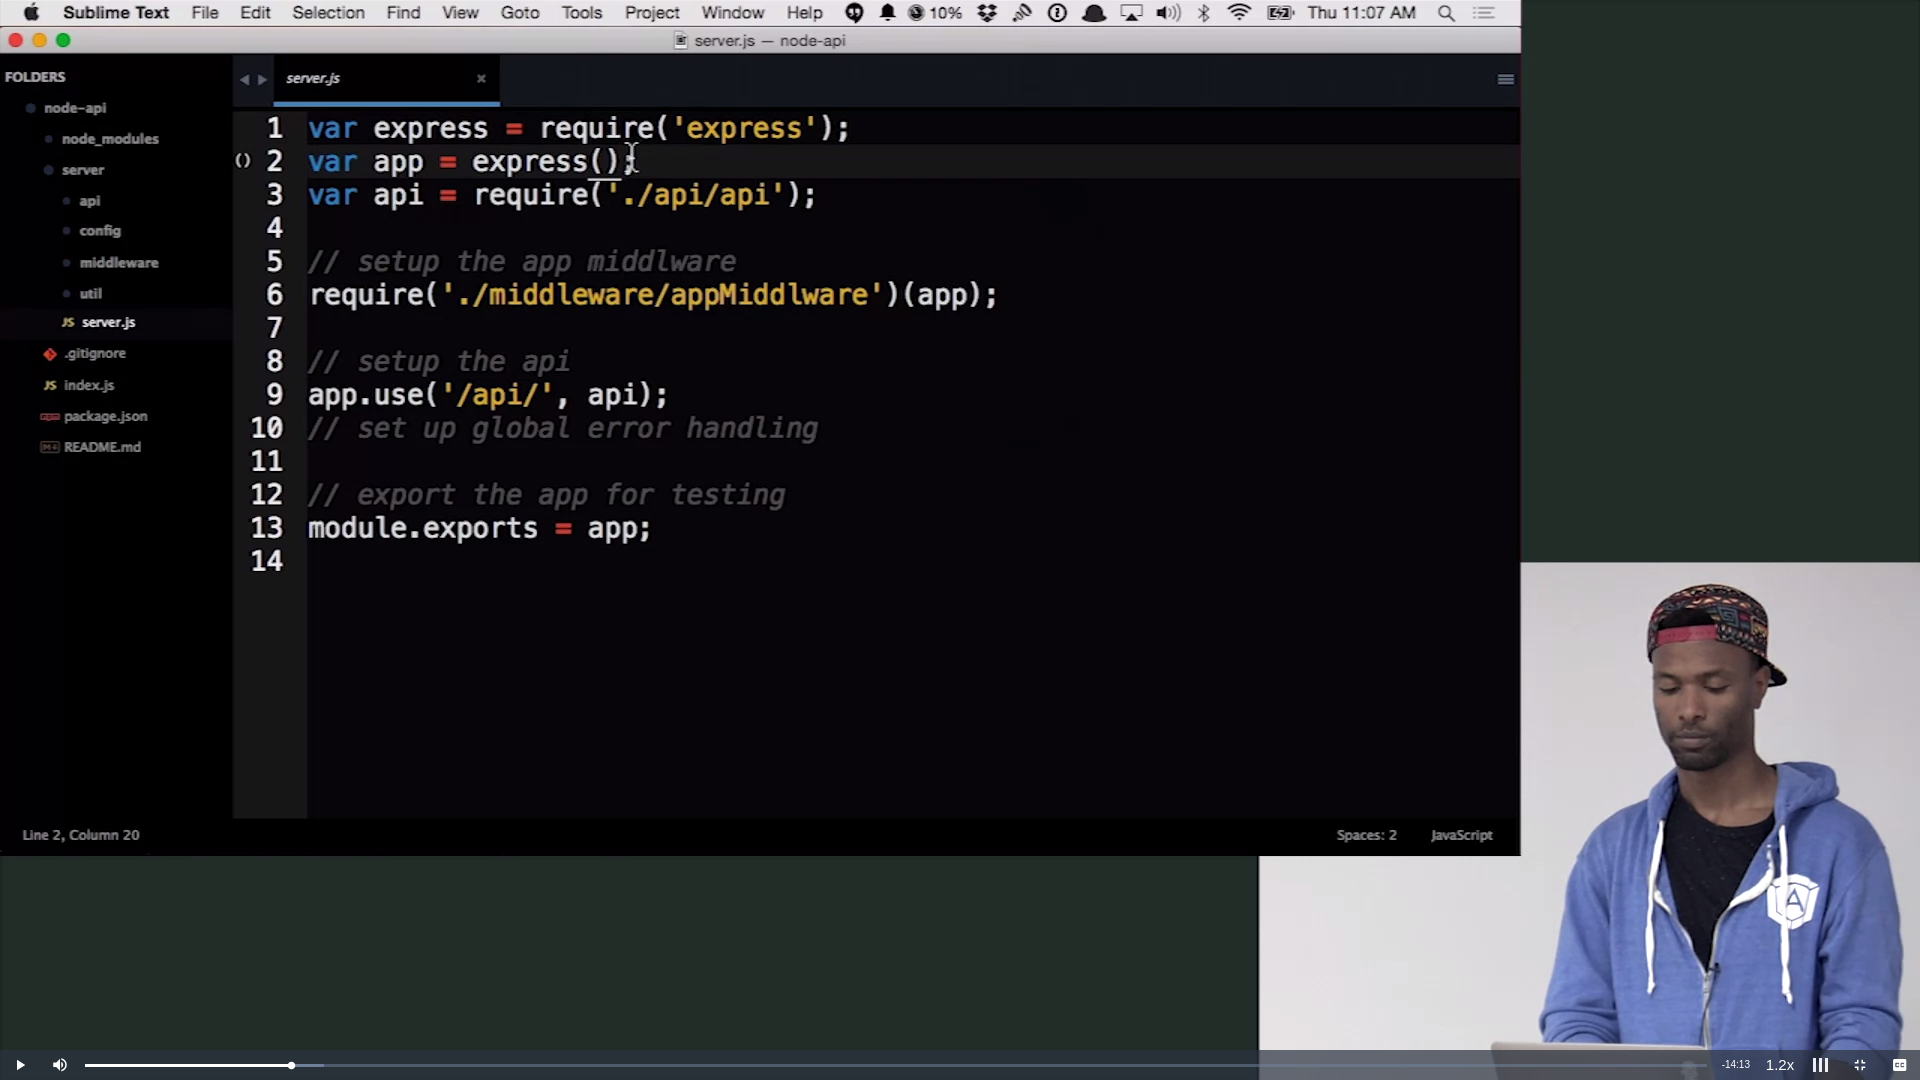 Sublime Text File Edit Selection Find View Goto Tools Project Window Help 10% Thu 11:07 AM
server.js — node-api
FOLDERS
node-api
node_modules
server
api
config
middleware
util
JS server.js
.gitignore
JS index.js
package.json
README.md
server.js ×
1 var express = require('express');
() 2 var app = express();
3 var api = require('./api/api');
4
5 // setup the app middlware
6 require('./middleware/appMiddlware')(app);
7
8 // setup the api
9 app.use('/api/', api);
10 // set up global error handling
11
12 // export the app for testing
13 module.exports = app;
14
Line 2, Column 20
Spaces: 2 JavaScript
A
-14:13 1.2x CC